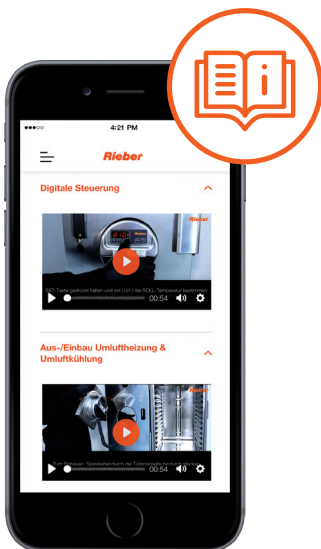 i
4:21 PM
Rieber
Digitale Steuerung
Rieber
SET-Taste gedrückt halten und mit (+/-) die SOLL-Temperatur bestimmen
00:54
Aus-/Einbau Umluftheizung &
Umluftkühlung
Rieber
00:54